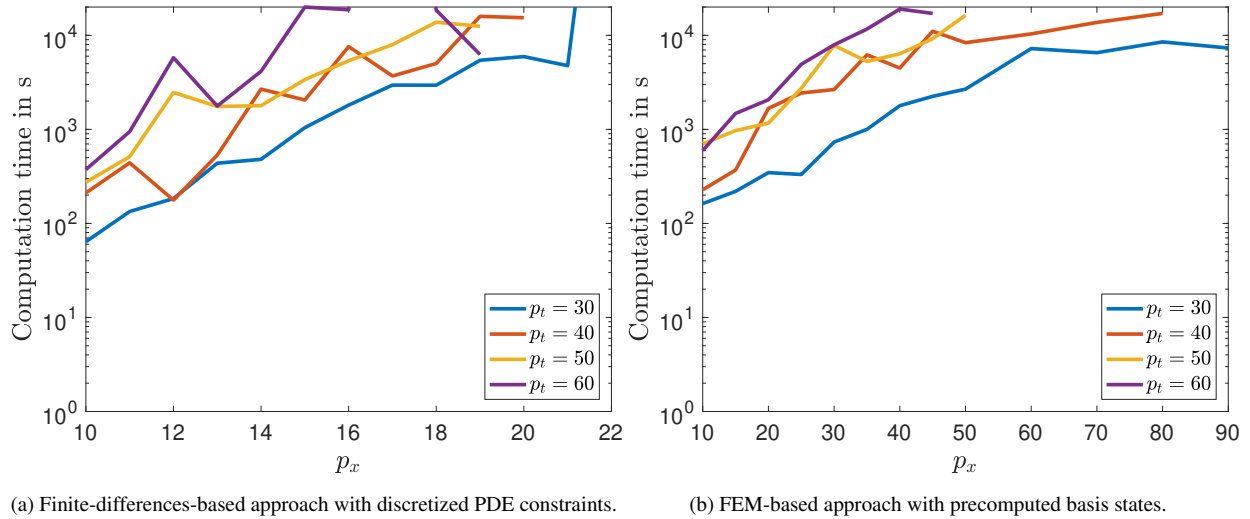 10^4
10^3
10^2
10^1
10^0
Computation time in s
10 12 14 16 18 20 22
p_x
p_t = 30
p_t = 40
p_t = 50
p_t = 60
(a) Finite-differences-based approach with discretized PDE constraints.
10^4
10^3
10^2
10^1
10^0
Computation time in s
10 20 30 40 50 60 70 80 90
p_x
p_t = 30
p_t = 40
p_t = 50
p_t = 60
(b) FEM-based approach with precomputed basis states.